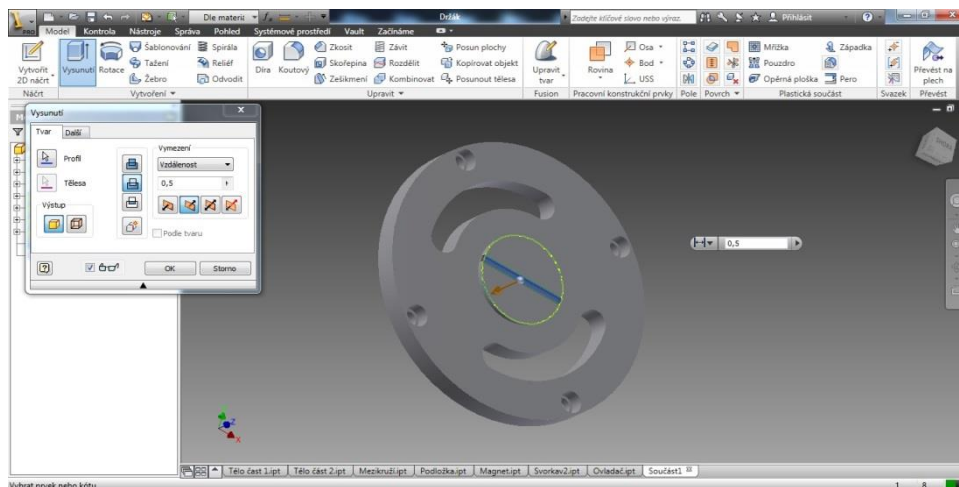 PRO
Dle materiá
Držák
Zadejte klíčové slovo nebo výraz.
Přihlásit
Model Kontrola Nástroje Správa Pohled Systémové prostředí Vault Začínáme
Vytvořit 2D náčrt
Vysunutí
Rotace
Šablonování
Tažení
Žebro
Spirála
Reliéf
Odvodit
Díra
Koutový
Zkosit
Skořepina
Zešikmení
Závit
Rozdělit
Kombinovat
Posun plochy
Kopírovat objekt
Posunout tělesa
Upravit tvar
Rovina
Osa
Bod
USS
Mřížka
Pouzdro
Opěrná ploška
Západka
Pero
Převést na plech
Náčrt
Vytvoření
Upravit
Fusion
Pracovní konstrukční prvky
Pole
Povrch
Plastická součást
Svazek
Převést
Vysunutí
X
Tvar
Další
Profil
Tělesa
Výstup
Vymezení
Vzdálenost
0,5
Podle tvaru
OK
Storno
0,5
Z
X
Tělo část 1.ipt
Tělo část 2.ipt
Mezikruží.ipt
Podložka.ipt
Magnet.ipt
Svorkav2.ipt
Ovladač.ipt
Součást1
Vybrat prvek nebo kótu
1 8